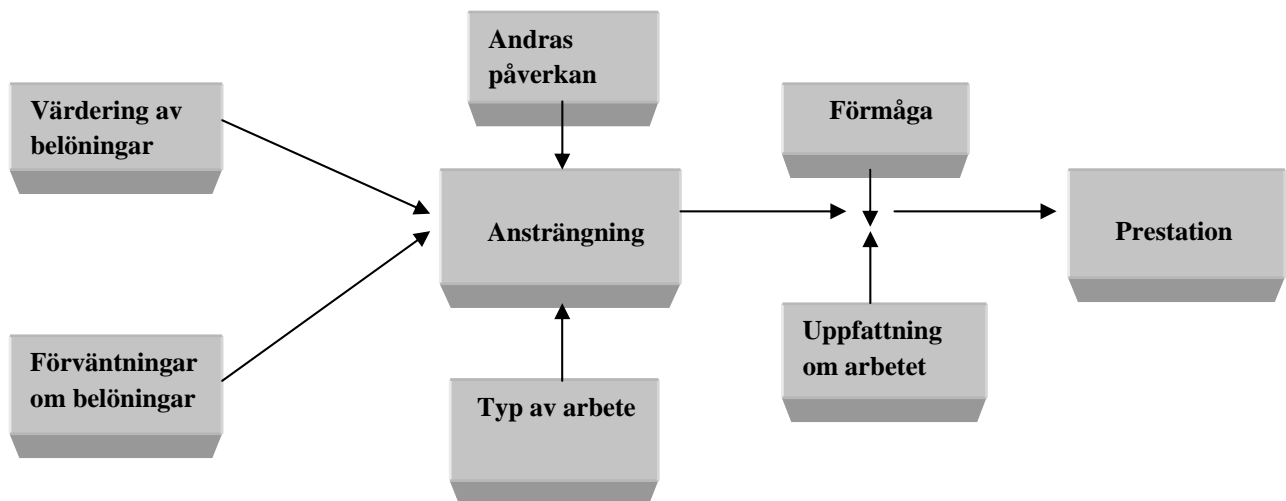 Andras
påverkan
Värdering av
belöningar
Förmåga
Ansträngning
Prestation
Förväntningar
om belöningar
Typ av arbete
Uppfattning
om arbetet